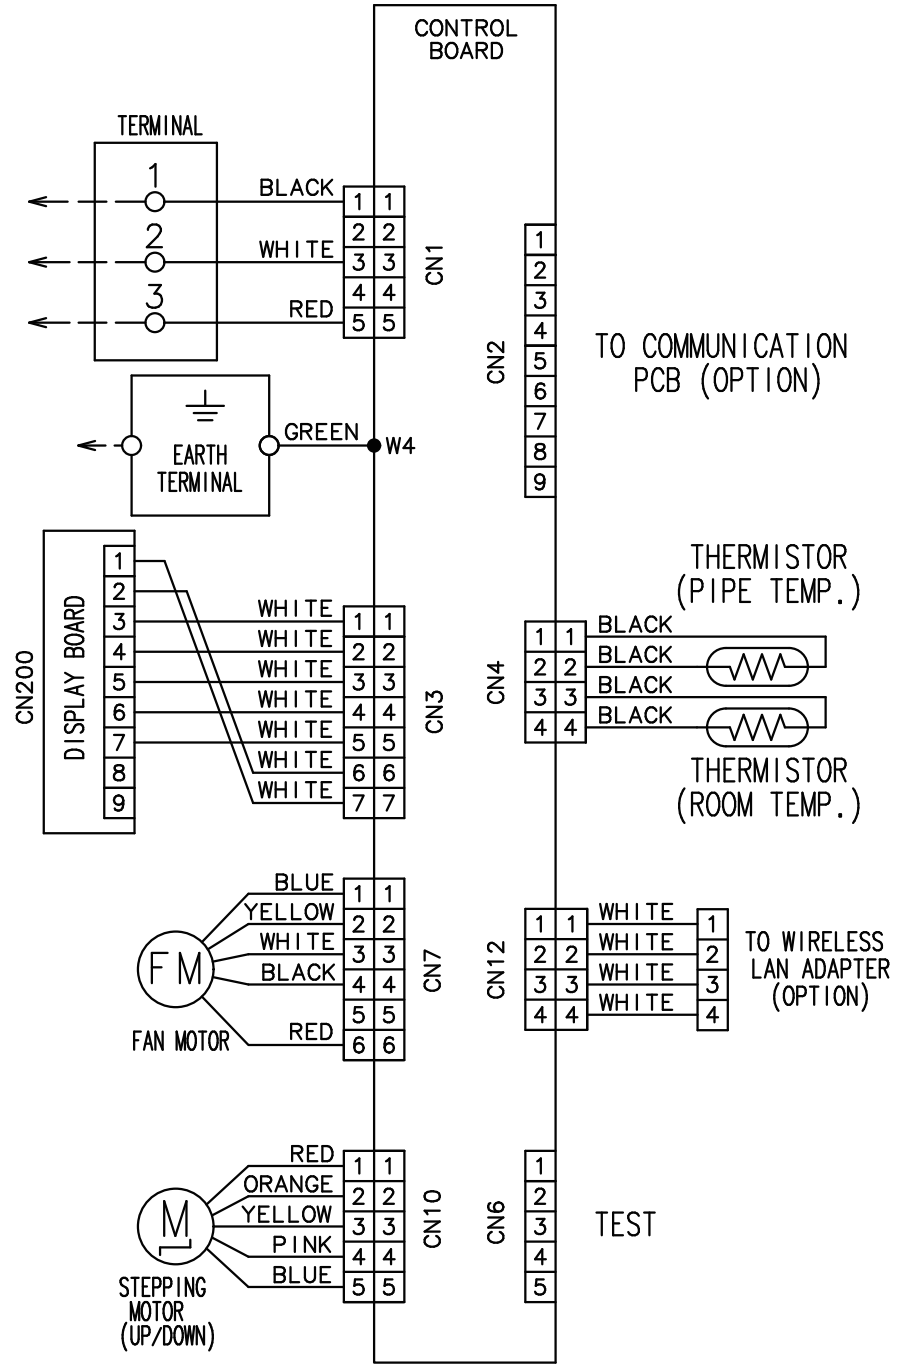 CONTROL
BOARD
TERMINAL
1
BLACK
1 1
2
2 2
WHITE
3 3
3
4 4
RED
5 5
CN1
1
2
3
4
5
6
7
8
9
CN2
TO COMMUNICATION
PCB (OPTION)
GREEN
W4
EARTH
TERMINAL
CN200
DISPLAY BOARD
1
2
3
4
5
6
7
8
9
WHITE
1 1
WHITE
2 2
WHITE
3 3
WHITE
4 4
WHITE
5 5
WHITE
6 6
WHITE
7 7
CN3
THERMISTOR
(PIPE TEMP.)
CN4
1 1 BLACK
2 2 BLACK
3 3 BLACK
4 4 BLACK
THERMISTOR
(ROOM TEMP.)
FM
FAN MOTOR
BLUE
1 1
YELLOW
2 2
WHITE
3 3
BLACK
4 4
5 5
RED
6 6
CN7
CN12
1 1 WHITE 1
2 2 WHITE 2
3 3 WHITE 3
4 4 WHITE 4
TO WIRELESS
LAN ADAPTER
(OPTION)
M
STEPPING
MOTOR
(UP/DOWN)
RED
1 1
ORANGE
2 2
YELLOW
3 3
PINK
4 4
BLUE
5 5
CN10
CN6
1
2
3
4
5
TEST